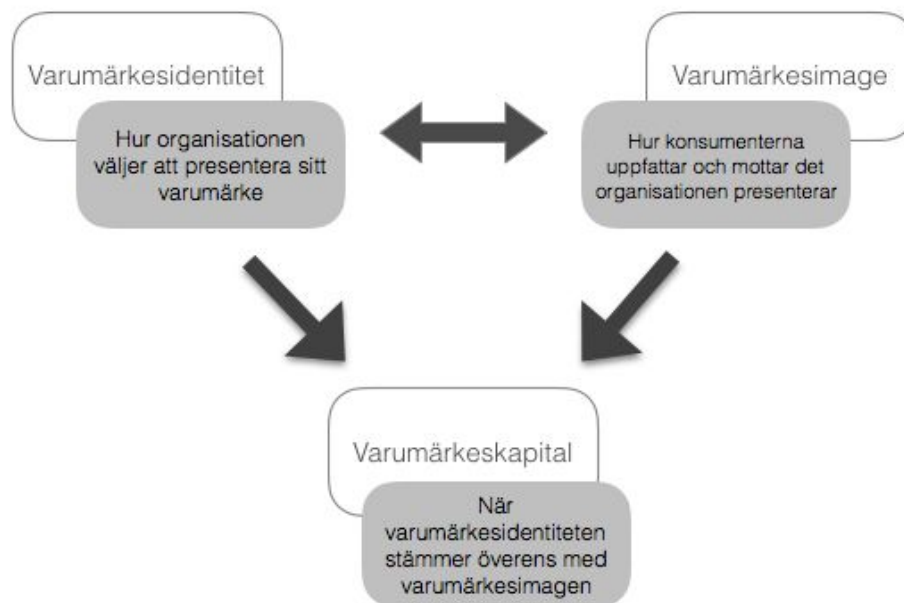 Varumärkesidentitet
Hur organisationen
väljer att presentera sitt
varumärke
Varumärkesimage
Hur konsumenterna
uppfattar och mottar det
organisationen presenterar
Varumärkeskapital
När
varumärkesidentiteten
stämmer överens med
varumärkesimagen